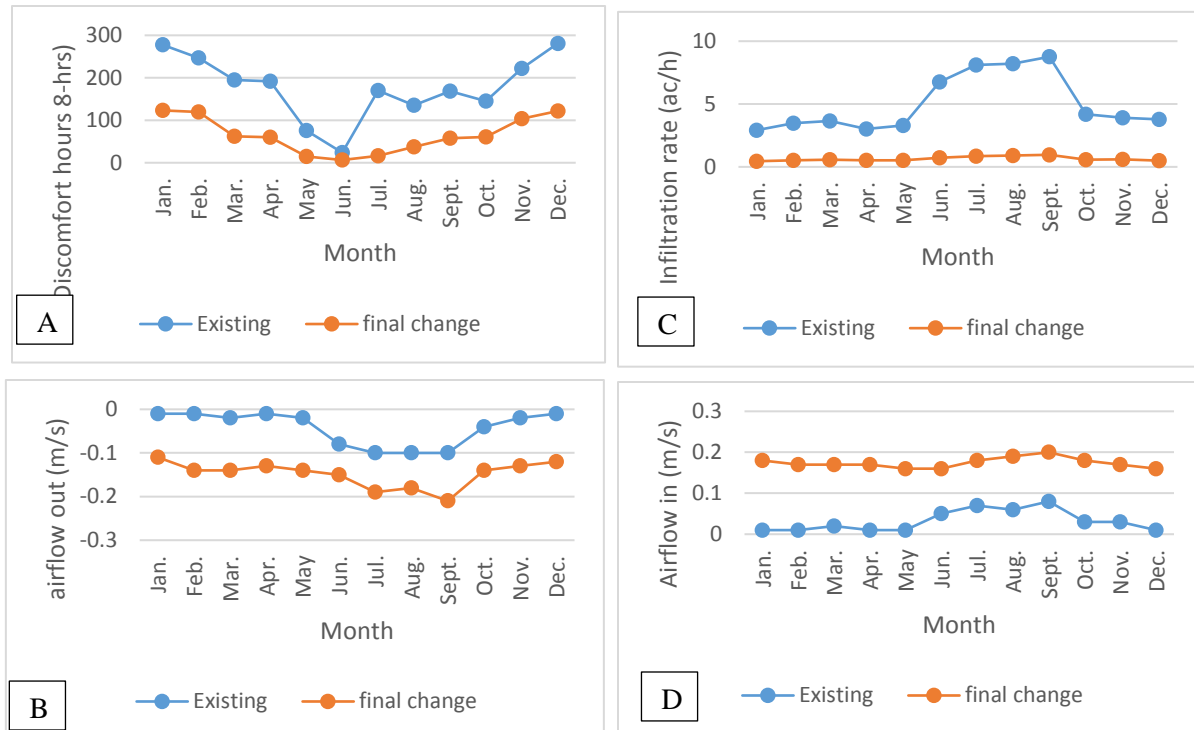 Discomfort hours 8-hrs
300
200
100
0
Jan.
Feb.
Mar.
Apr.
May
Jun.
Jul.
Aug.
Sept.
Oct.
Nov.
Dec.
Month
A
Existing
final change
Infiltration rate (ac/h)
10
5
0
Jan.
Feb.
Mar.
Apr.
May
Jun.
Jul.
Aug.
Sept.
Oct.
Nov.
Dec.
Month
C
Existing
final change
airflow out (m/s)
0
-0.1
-0.2
-0.3
Jan.
Feb.
Mar.
Apr.
May
Jun.
Jul.
Aug.
Sept.
Oct.
Nov.
Dec.
Month
B
Existing
final change
Airflow in (m/s)
0.3
0.2
0.1
0
Jan.
Feb.
Mar.
Apr.
May
Jun.
Jul.
Aug.
Sept.
Oct.
Nov.
Dec.
Month
D
Existing
final change